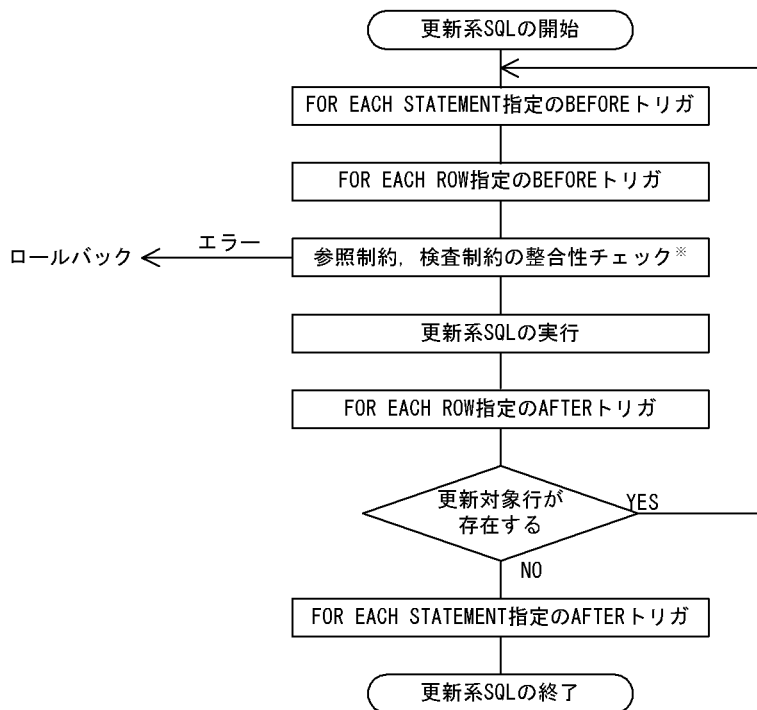 更新系SQLの開始
FOR EACH STATEMENT指定のBEFOREトリガ
FOR EACH ROW指定のBEFOREトリガ
エラー
ロールバック
参照制約，検査制約の整合性チェック※
更新系SQLの実行
FOR EACH ROW指定のAFTERトリガ
更新対象行が
存在する
YES
NO
FOR EACH STATEMENT指定のAFTERトリガ
更新系SQLの終了